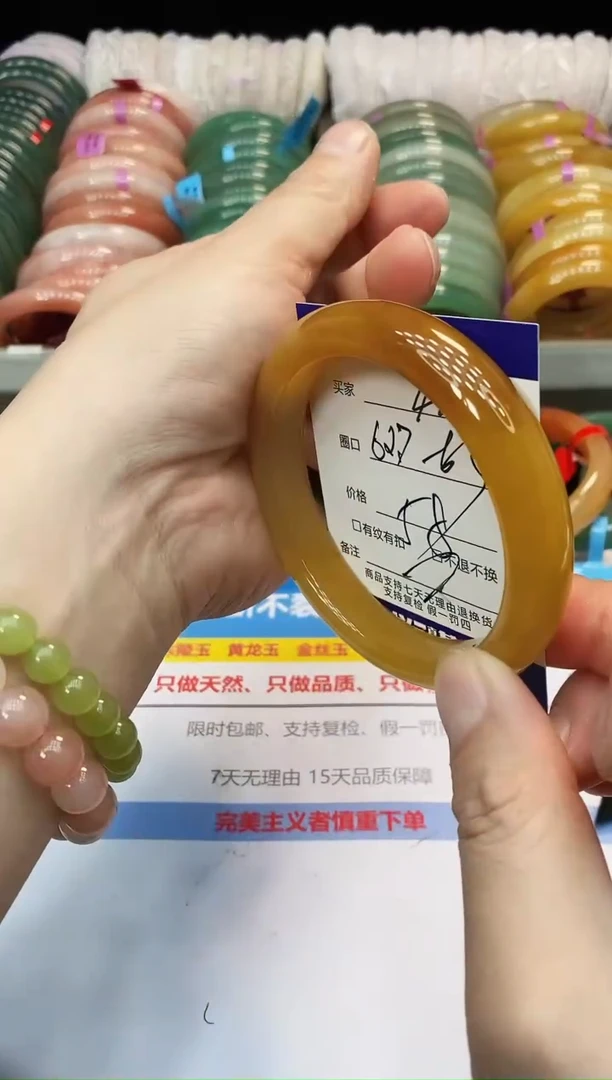 买家
圈口 627
价格 58
口有纹有扣 不退不换
备注
商品支持七天无理由退换货
支持复检 假一罚四
黄龙玉 金丝玉
只做天然、只做品质、只做
限时包邮、支持复检、假一罚
7天无理由 15天品质保障
完美主义者慎重下单